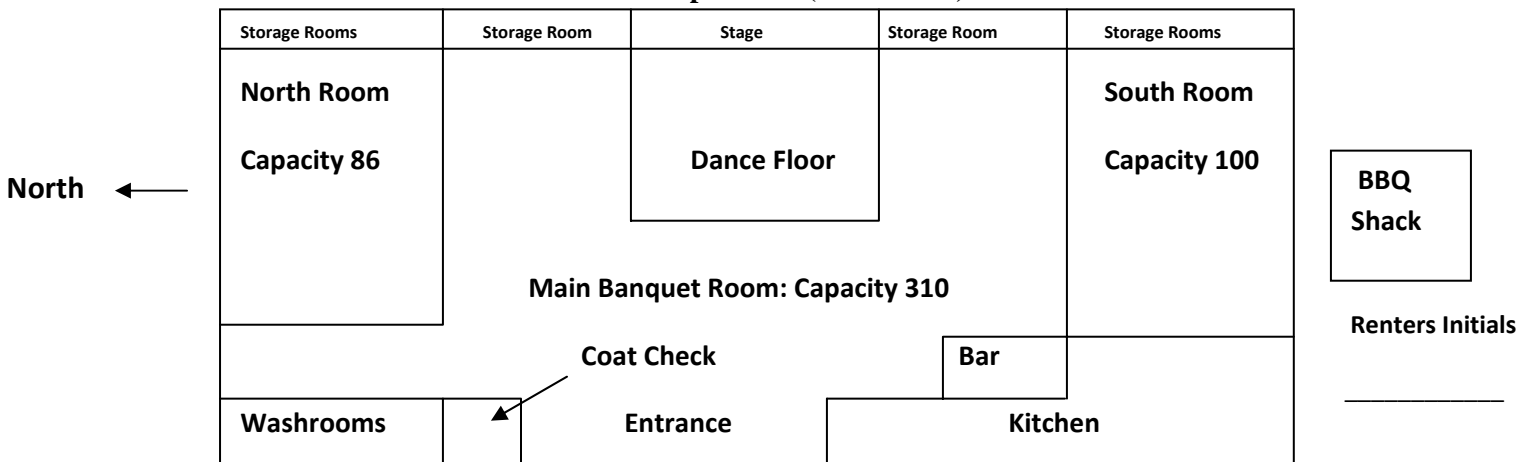 Storage Rooms Storage Room Stage Storage Room Storage Rooms
North Room South Room
Capacity 86 Dance Floor Capacity 100
North
BBQ
Shack
Main Banquet Room: Capacity 310
Renters Initials
Coat Check Bar
Washrooms Entrance Kitchen